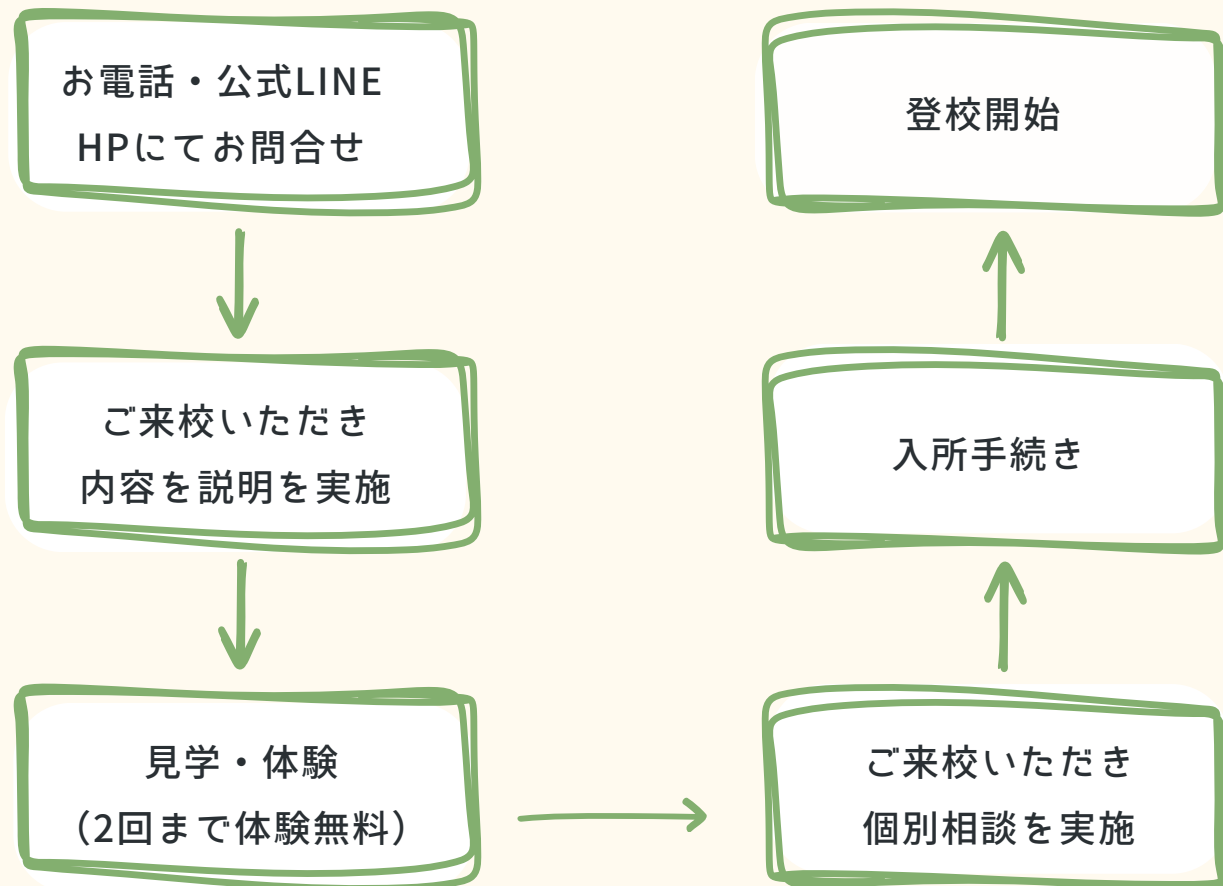 お電話・公式LINE
HPにてお問合せ
ご来校いただき
内容を説明を実施
見学・体験
（2回まで体験無料）
ご来校いただき
個別相談を実施
入所手続き
登校開始